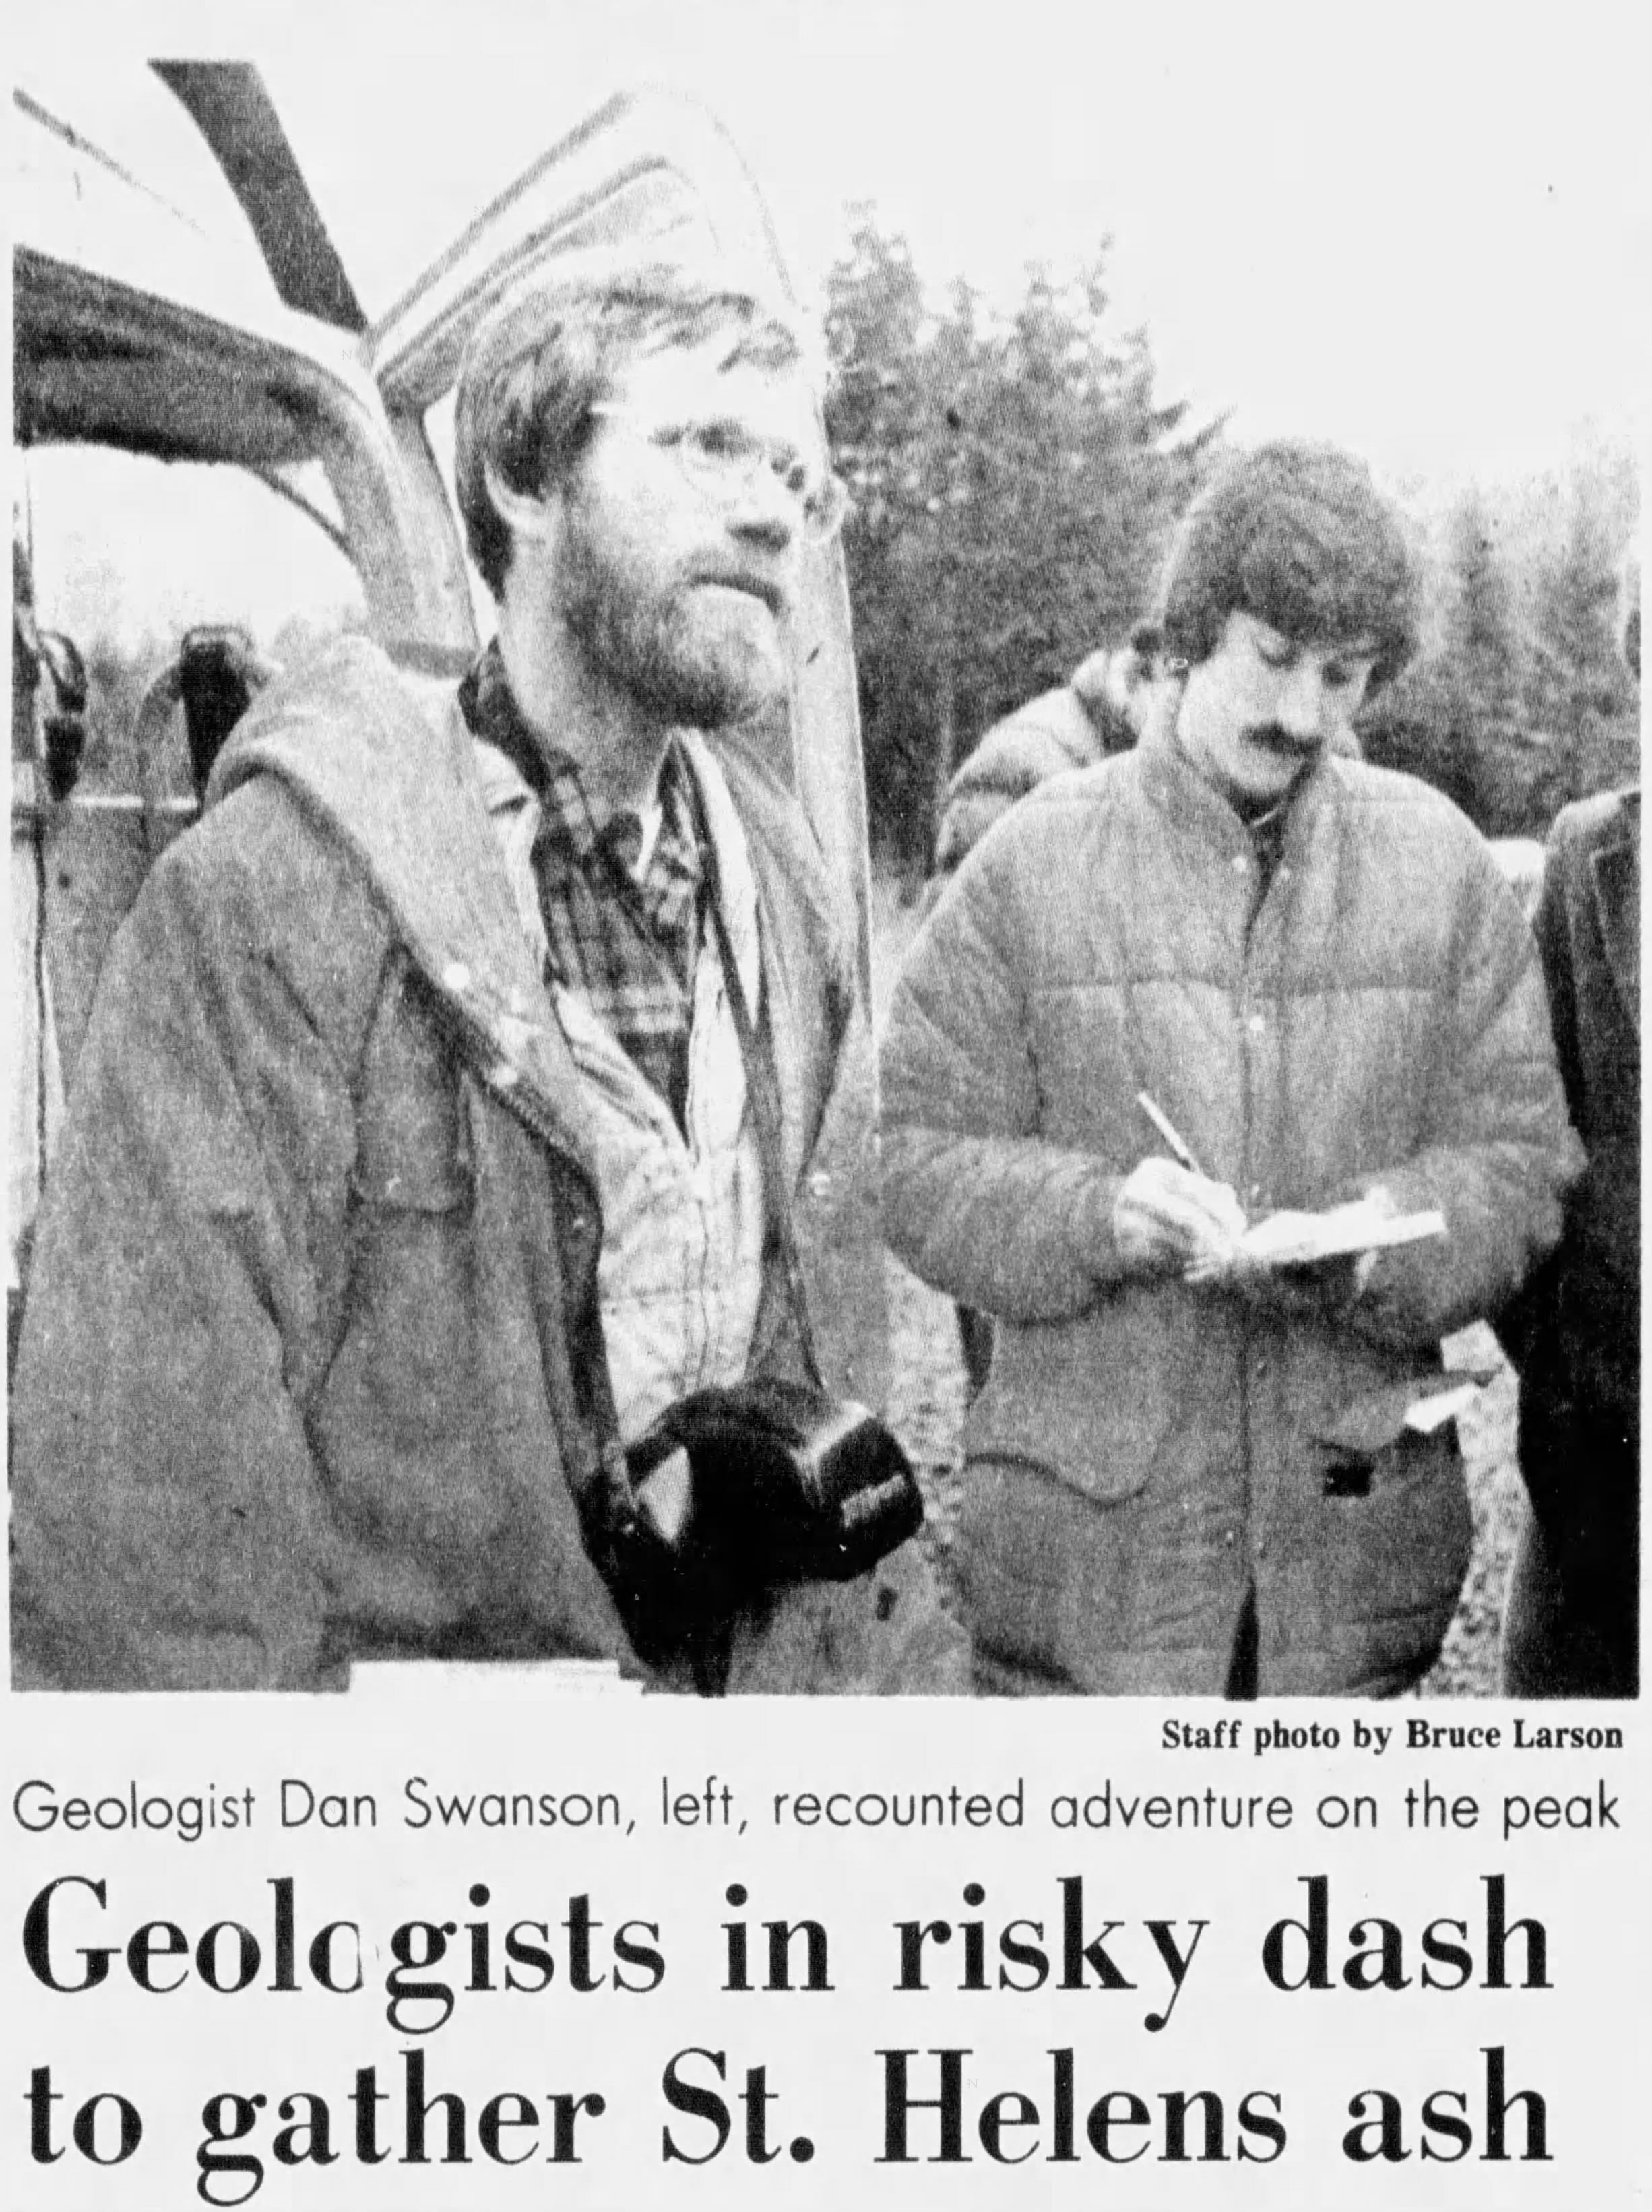 Staff photo by Bruce Larson
Geologist Dan Swanson, left, recounted adventure on the peak
Geologists in risky dash
to gather St. Helens ash